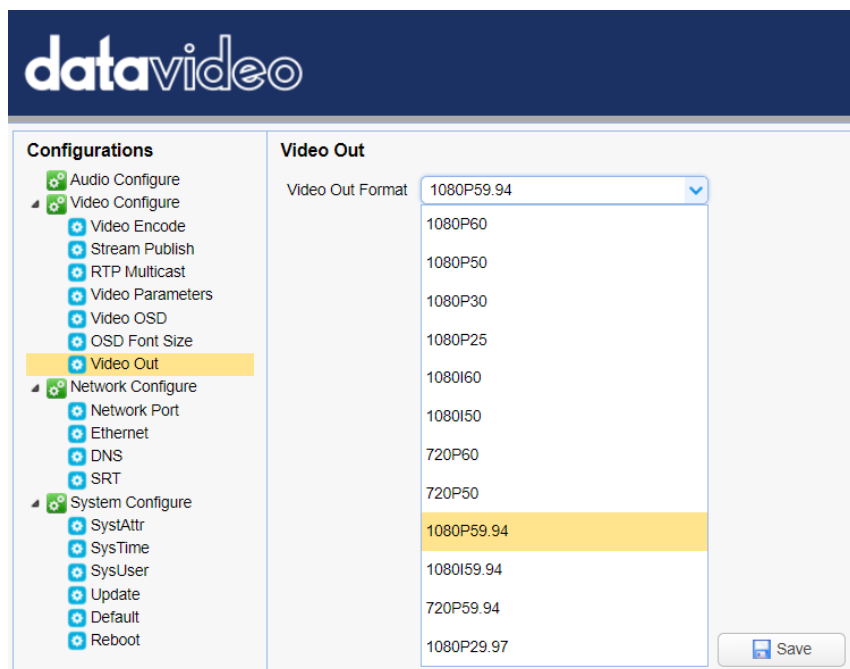 datavideo
Configurations
Audio Configure
Video Configure
Video Encode
Stream Publish
RTP Multicast
Video Parameters
Video OSD
OSD Font Size
Video Out
Network Configure
Network Port
Ethernet
DNS
SRT
System Configure
SystAttr
SysTime
SysUser
Update
Default
Reboot
Video Out
Video Out Format 1080P59.94
1080P60
1080P50
1080P30
1080P25
1080I60
1080I50
720P60
720P50
1080P59.94
1080I59.94
720P59.94
1080P29.97
Save